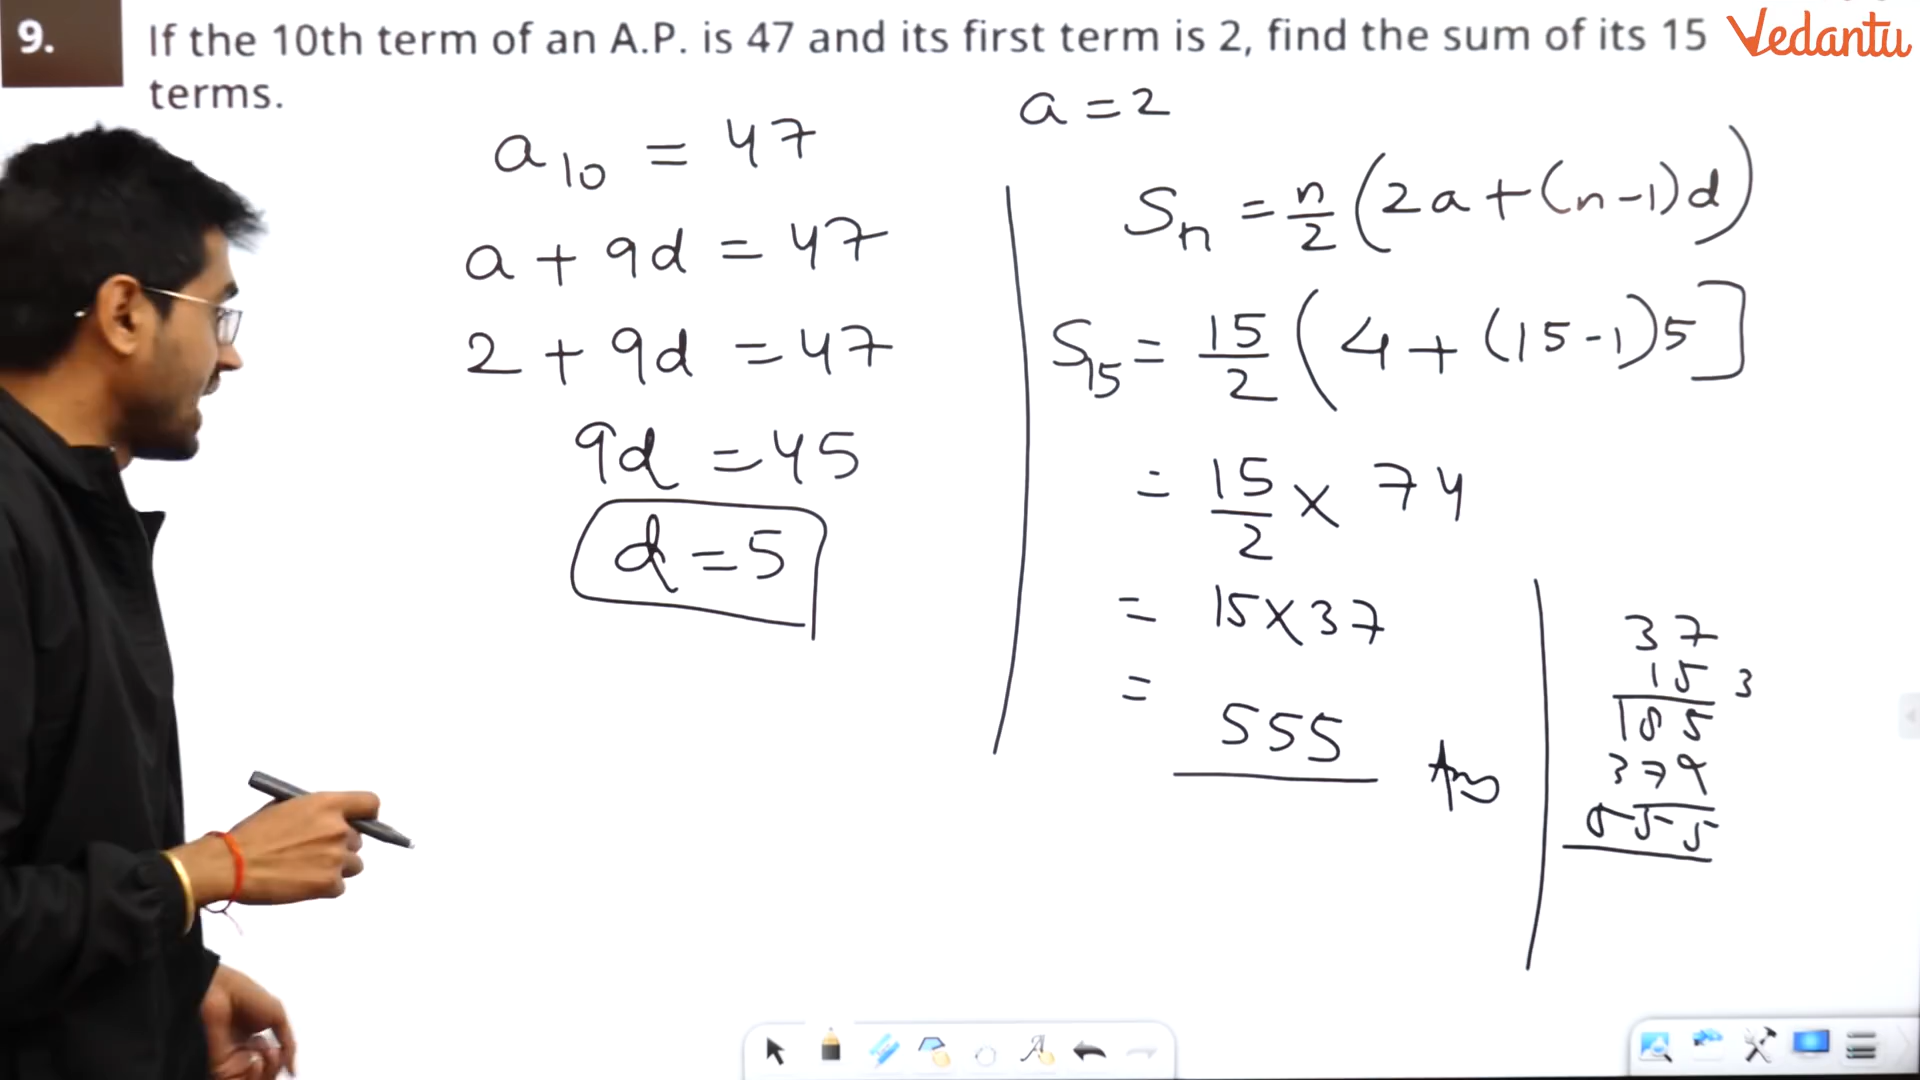 9.
If the 10th term of an A.P. is 47 and its first term is 2, find the sum of its 15
terms.
Vedantu
a₁₀ = 47
a + 9d = 47
2 + 9d = 47
9d = 45
d = 5
a = 2
Sₙ = n/2 (2a + (n-1)d)
S₁₅ = 15/2 (4 + (15-1)5]
= 15/2 × 74
= 15×37
=
555 Ans
37
15 3
185
37×
555